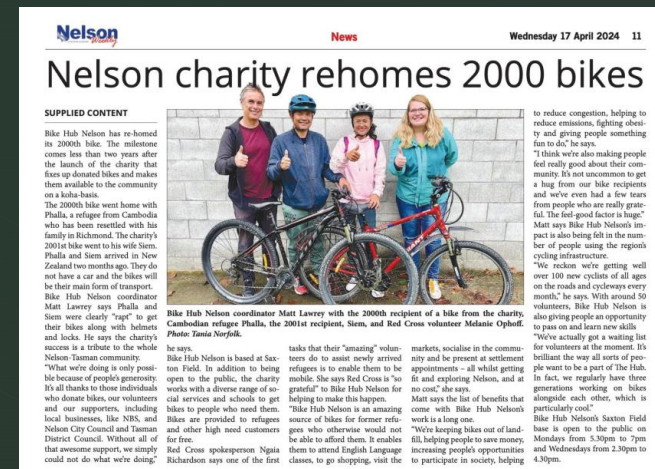 Nelson
Weekly
News
Wednesday 17 April 2024 11
Nelson charity rehomes 2000 bikes
SUPPLIED CONTENT
Bike Hub Nelson has re-homed
its 2000th bike. The milestone
comes less than two years after
the launch of the charity that
fixes up donated bikes and makes
them available to the community
on a koha-basis.
The 2000th bike went home with
Phalla, a refugee from Cambodia
who has been resettled with his
family in Richmond. The charity's
2001st bike went to his wife Siem.
Phalla and Siem arrived in New
Zealand two months ago. They do
not have a car and the bikes will
be their main form of transport.
Bike Hub Nelson coordinator
Matt Lawrey says Phalla and
Siem were clearly "rapt" to get
their bikes along with helmets
and locks. He says the charity's
success is a tribute to the whole
Nelson-Tasman community.
"What we're doing is only possi-
ble because of people's generosity.
It's all thanks to those individuals
who donate bikes, our volunteers
and our supporters, including
local businesses, like NBS, and
Nelson City Council and Tasman
District Council. Without all of
that awesome support, we simply
could not do what we're doing,"
Bike Hub Nelson coordinator Matt Lawrey with the 2000th recipient of a bike from the charity,
Cambodian refugee Phalla, the 2001st recipient, Siem, and Red Cross volunteer Melanie Ophoff.
Photo: Tania Norfolk.
he says.
Bike Hub Nelson is based at Sax-
ton Field. In addition to being
open to the public, the charity
works with a diverse range of so-
cial services and schools to get
bikes to people who need them.
Bikes are provided to refugees
and other high need customers
for free.
Red Cross spokesperson Ngaia
Richardson says one of the first
tasks that their "amazing" volun-
teers do to assist newly arrived
refugees is to enable them to be
mobile. She says Red Cross is "so
grateful" to Bike Hub Nelson for
helping to make this happen.
"Bike Hub Nelson is an amazing
source of bikes for former refu-
gees who otherwise would not
be able to afford them. It enables
them to attend English Language
classes, to go shopping, visit the
markets, socialise in the commu-
nity and be present at settlement
appointments – all whilst getting
fit and exploring Nelson, and at
no cost," she says.
Matt says the list of benefits that
come with Bike Hub Nelson's
work is a long one.
"We're keeping bikes out of land-
fill, helping people to save money,
increasing people's opportunities
to participate in society, helping
to reduce congestion, helping to
reduce emissions, fighting obesi-
ty and giving people something
fun to do," he says.
"I think we're also making people
feel really good about their com-
munity. It's not uncommon to get
a hug from our bike recipients
and we've even had a few tears
from people who are really grate-
ful. The feel-good factor is huge."
Matt says Bike Hub Nelson's im-
pact is also being felt in the num-
ber of people using the region's
cycling infrastructure.
"We reckon we're getting well
over 100 new cyclists of all ages
on the roads and cycleways every
month," he says. With around 50
volunteers, Bike Hub Nelson is
also giving people an opportunity
to pass on and learn new skills
"We've actually got a waiting list
for volunteers at the moment. It's
brilliant the way all sorts of peo-
ple want to be a part of The Hub.
In fact, we regularly have three
generations working on bikes
alongside each other, which is
particularly cool."
Bike Hub Nelson's Saxton Field
base is open to the public on
Mondays from 5.30pm to 7pm
and Wednesdays from 2.30pm to
4.30pm.